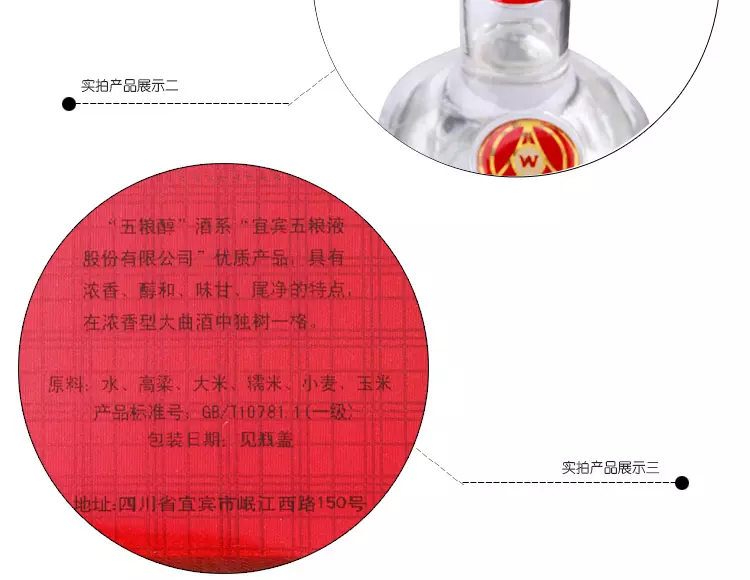 实拍产品展示二
W
“五粮醇”酒系“宜宾五粮液
股份有限公司”优质产品，具有
浓香、醇和、味甘、尾净的特点，
在浓香型大曲酒中独树一格。
原料：水、高粱、大米、糯米、小麦、玉米
产品标准号：GB/T10781.1(一级)
包装日期：见瓶盖
实拍产品展示三
地址:四川省宜宾市岷江西路150号